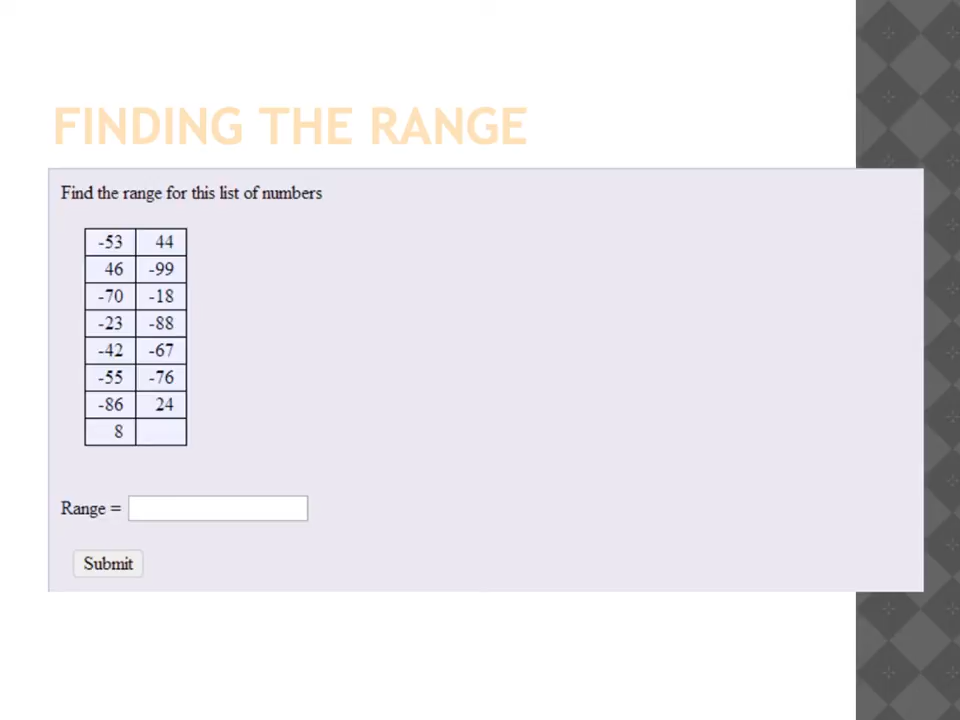 FINDING THE RANGE
Find the range for this list of numbers
-53 44
46 -99
-70 -18
-23 -88
-42 -67
-55 -76
-86 24
8
Range =
Submit